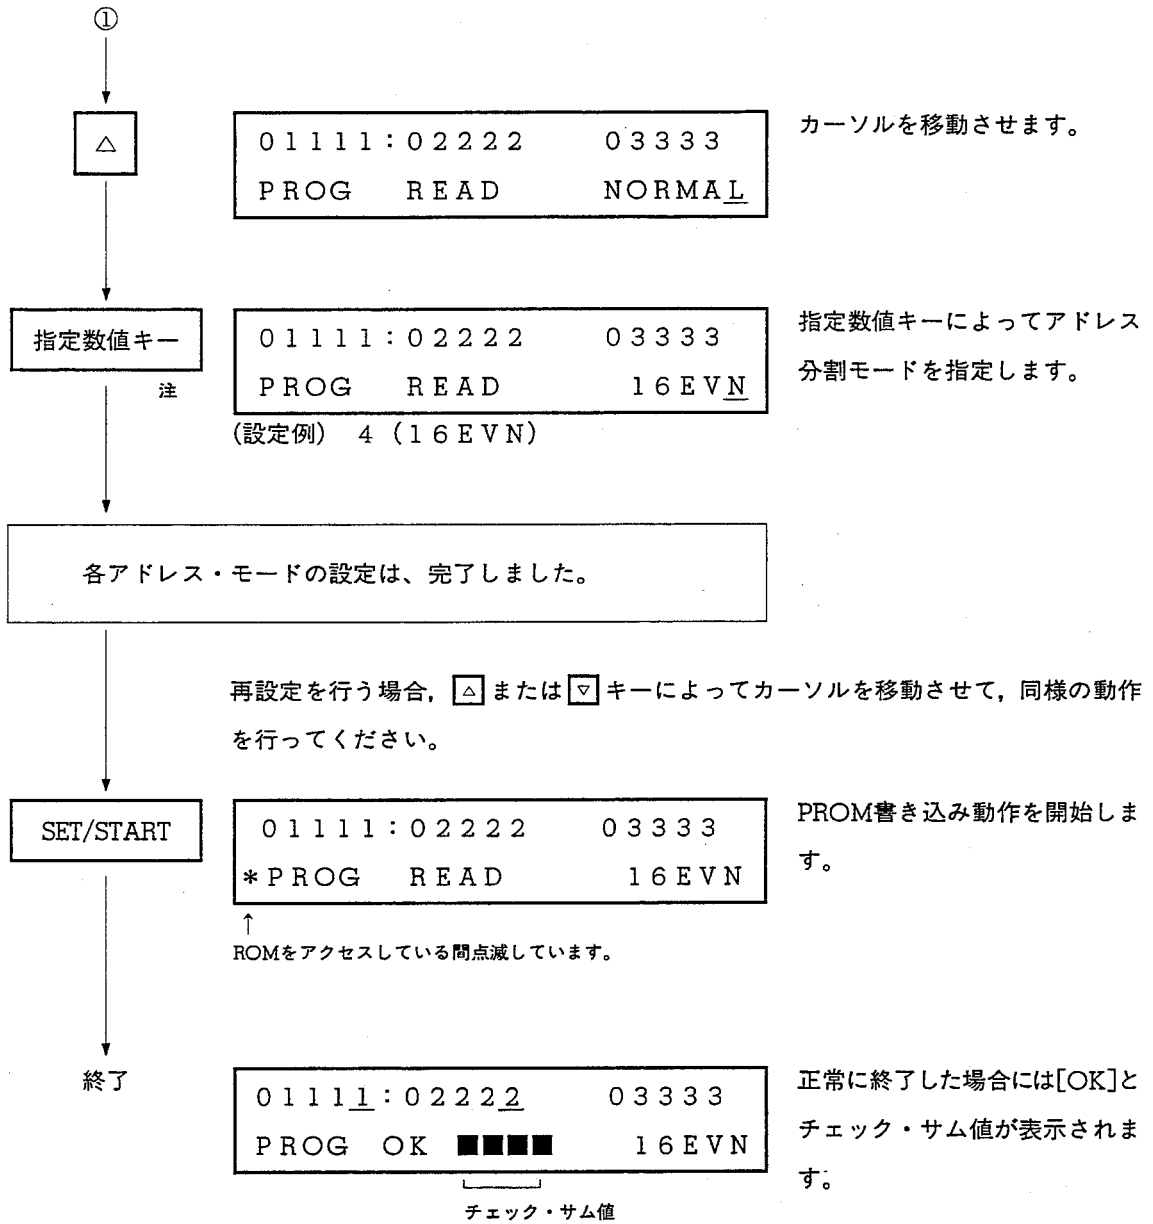 ①
△
01111:02222 03333
PROG READ NORMAL
カーソルを移動させます。
指定数値キー
注
01111:02222 03333
PROG READ 16EVN
(設定例) 4 (16EVN)
指定数値キーによってアドレス
分割モードを指定します。
各アドレス・モードの設定は、完了しました。
再設定を行う場合, △ または ▽ キーによってカーソルを移動させて, 同様の動作
を行ってください。
SET/START
01111:02222 03333
*PROG READ 16EVN
↑
ROMをアクセスしている間点滅しています。
PROM書き込み動作を開始しま
す。
終了
01111:02222 03333
PROG OK ■■■■ 16EVN
チェック・サム値
正常に終了した場合には[OK]と
チェック・サム値が表示されま
す。